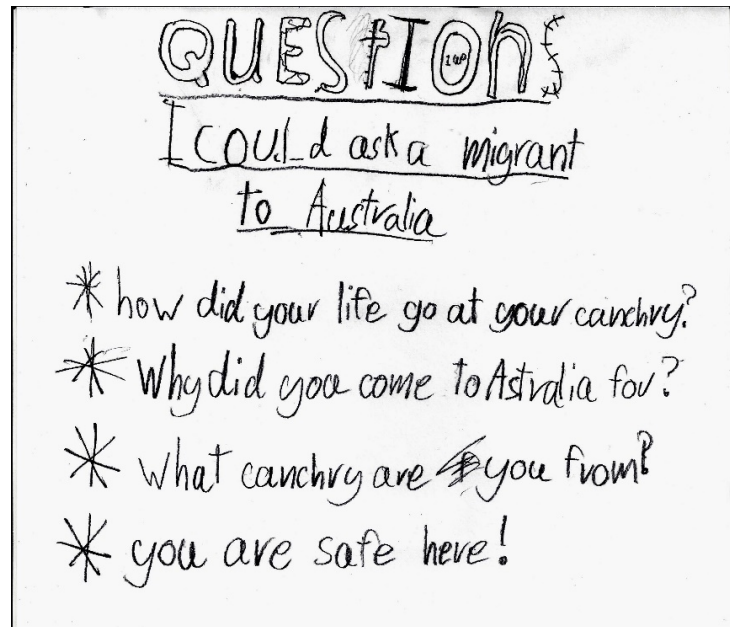 QUEStIOnS
I could ask a migrant
to Australia
* how did your life go at your canchry?
* Why did you come to Astralia for?
* What canchry are you from?
* you are safe here!